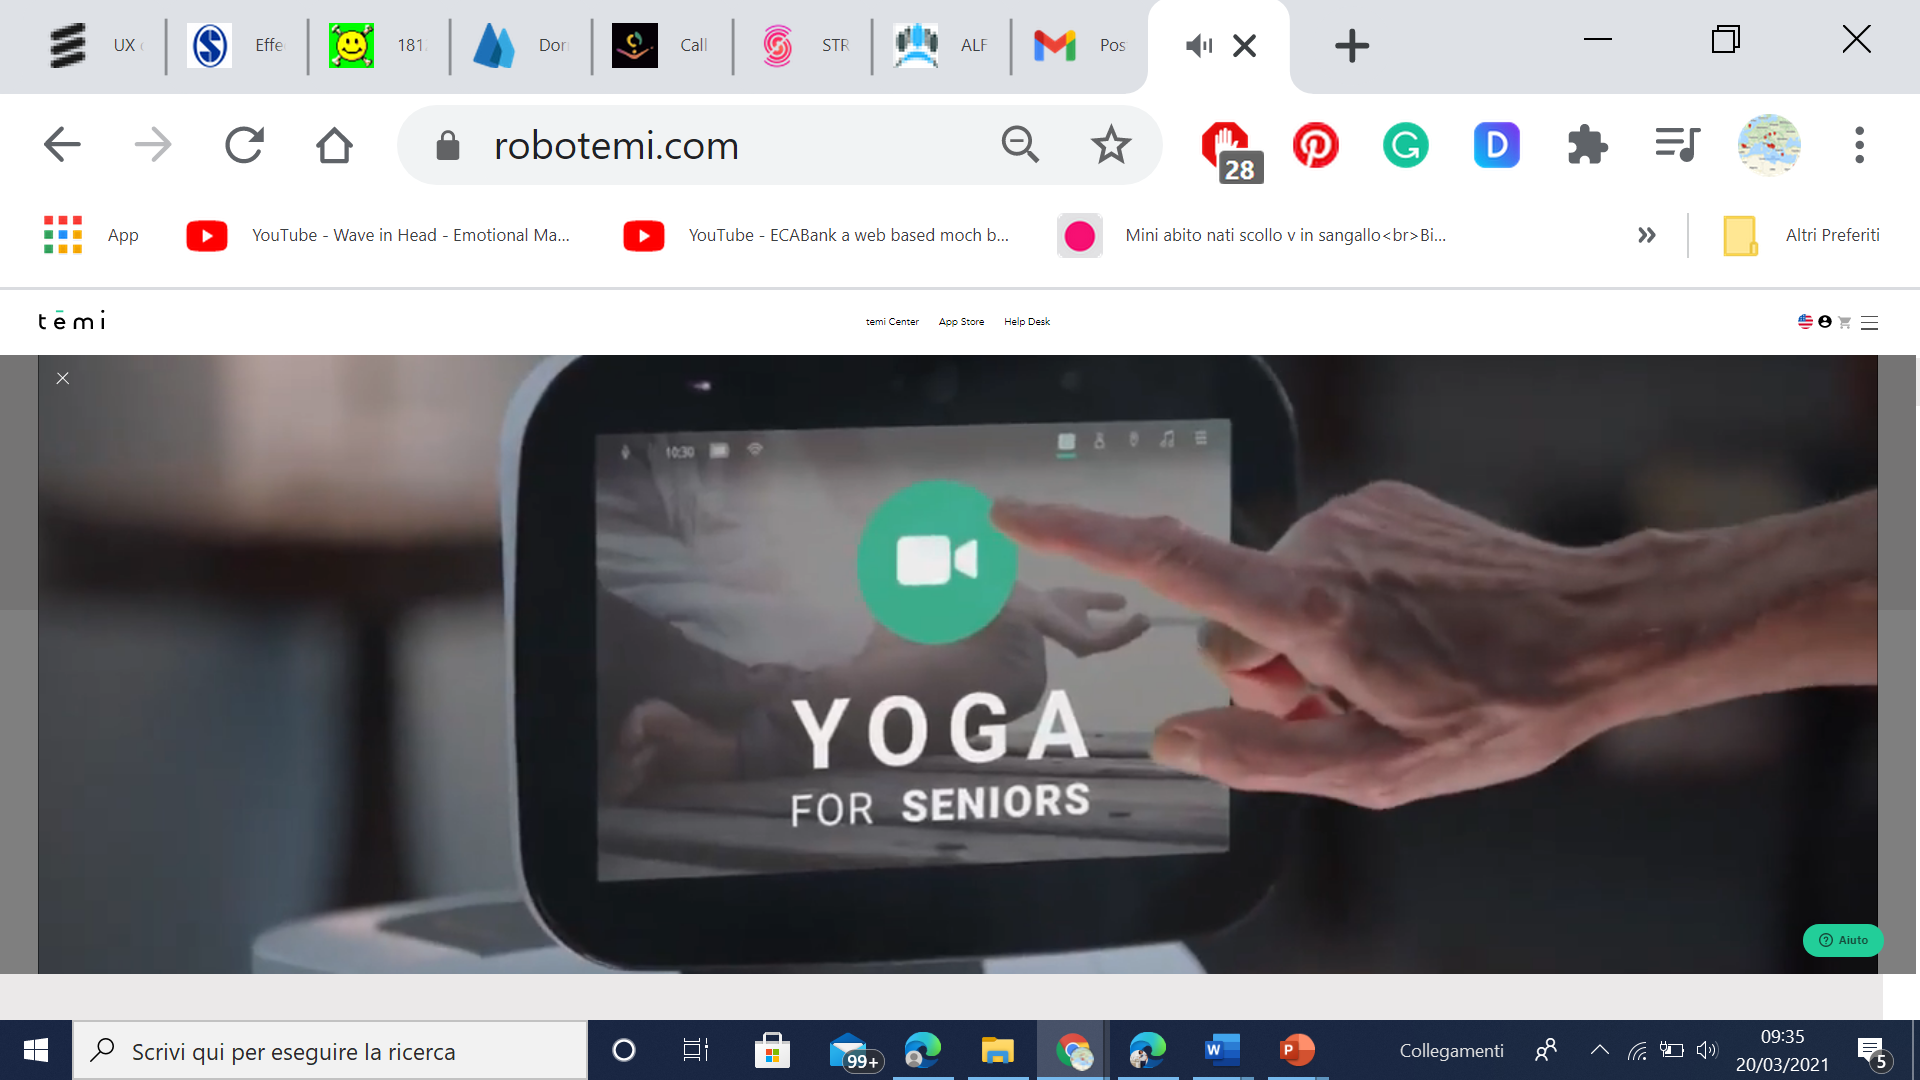 UX
Effe
181
Dor
Call
STR
ALF
Pos
robotemi.com
28
App
YouTube - Wave in Head - Emotional Ma...
YouTube - ECABank a web based moch b...
Mini abito nati scollo v in sangallo<br>Bi...
Altri Preferiti
temi
temi Center
App Store
Help Desk
10:30
YOGA
FOR SENIORS
Aiuto
Scrivi qui per eseguire la ricerca
99+
Collegamenti
09:35
20/03/2021
5